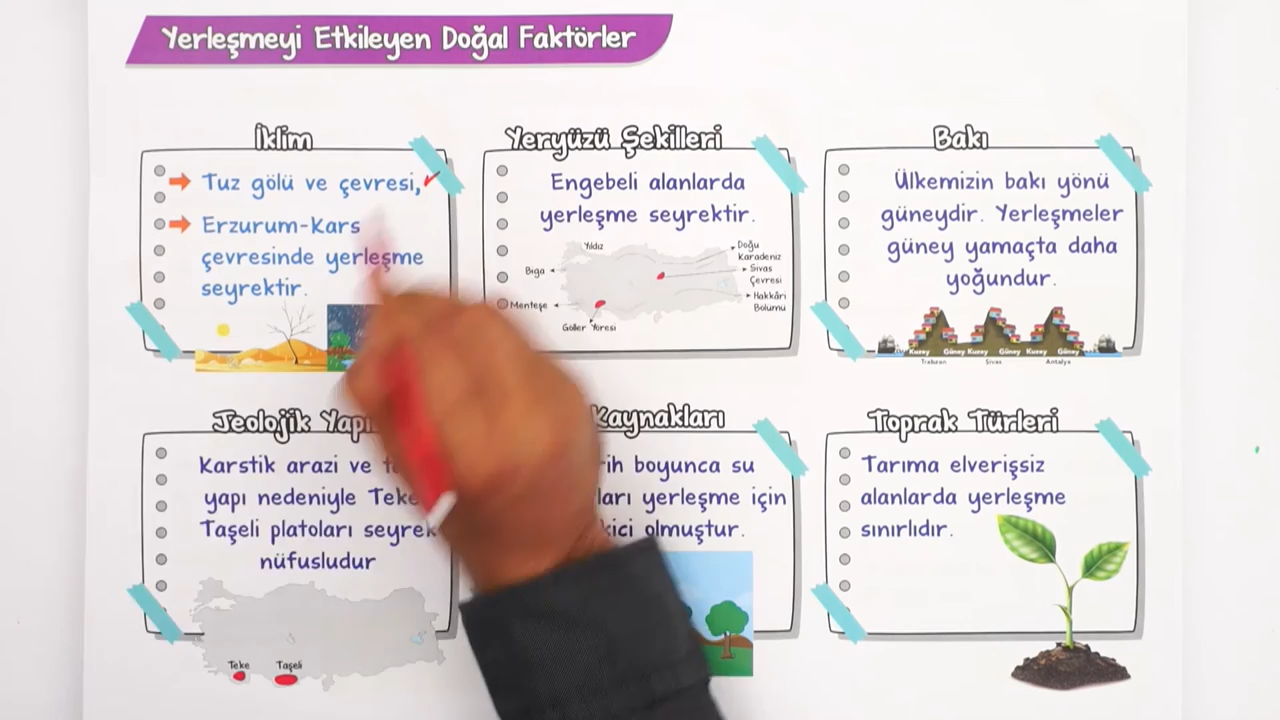 Yerleşmeyi Etkileyen Doğal Faktörler
İklim
Tuz gölü ve çevresi,
Erzurum-Kars
çevresinde yerleşme
seyrektir.
Yeryüzü Şekilleri
Engebeli alanlarda
yerleşme seyrektir.
Yıldız
Biga
Menteşe
Göller Yöresi
Doğu
Karadeniz
Sivas
Çevresi
Hakkâri
Bölümü
Bakı
Ülkemizin bakı yönü
güneydir. Yerleşmeler
güney yamaçta daha
yoğundur.
Kuzey Güney Kuzey Güney Kuzey Güney
Trabzon Sivas Antalya
Jeolojik Yapı
Karstik arazi ve
yapı nedeniyle Teke
Taşeli platoları seyrek
nüfusludur
Teke Taşeli
Kaynakları
boyunca su
yerleşme için
olmuştur.
Toprak Türleri
Tarıma elverişsiz
alanlarda yerleşme
sınırlıdır.